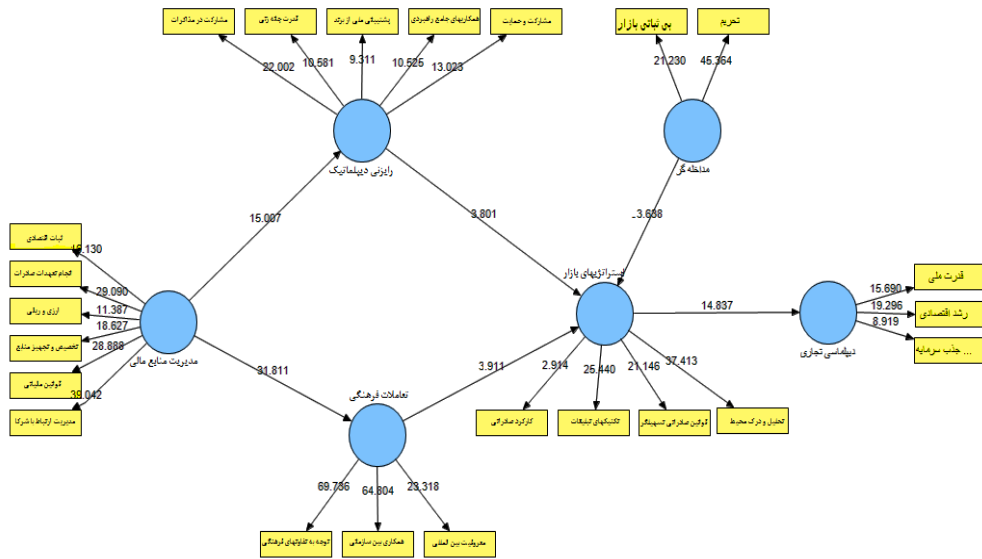 مشارکت و حمایت
همکاریهای جامع راهبردی
پشتیبانی ملی از برند
قدرت چانه زنی
مشارکت در مذاکرات
22.002
10.581
9.311
10.525
13.023
تحریم
بی ثباتی بازار
21.230
45.364
رایزنی دیپلماتیک
مداخله گر
15.007
3.801
-3.638
ثبات اقتصادی
انجام تعهدات صادرات
ارزی و ریالی
تخصیص و تجهیز منابع
قوانین مالیاتی
مدیریت ارتباط با شرکا
.130
29.090
11.387
18.627
28.888
39.042
مدیریت منابع مالی
استراتژیهای بازار
14.837
دیپلماسی تجاری
15.690
19.296
8.919
قدرت ملی
رشد اقتصادی
جذب سرمایه ...
31.811
3.911
تعاملات فرهنگی
2.914
25.440
21.146
37.413
کارکرد صادراتی
تکنیکهای تبلیغات
قوانین صادراتی تسهیلگر
تحلیل و درک محیط
69.736
64.804
23.318
توجه به تفاوتهای فرهنگی
همکاری بین سازمانی
معروفیت بین المللی